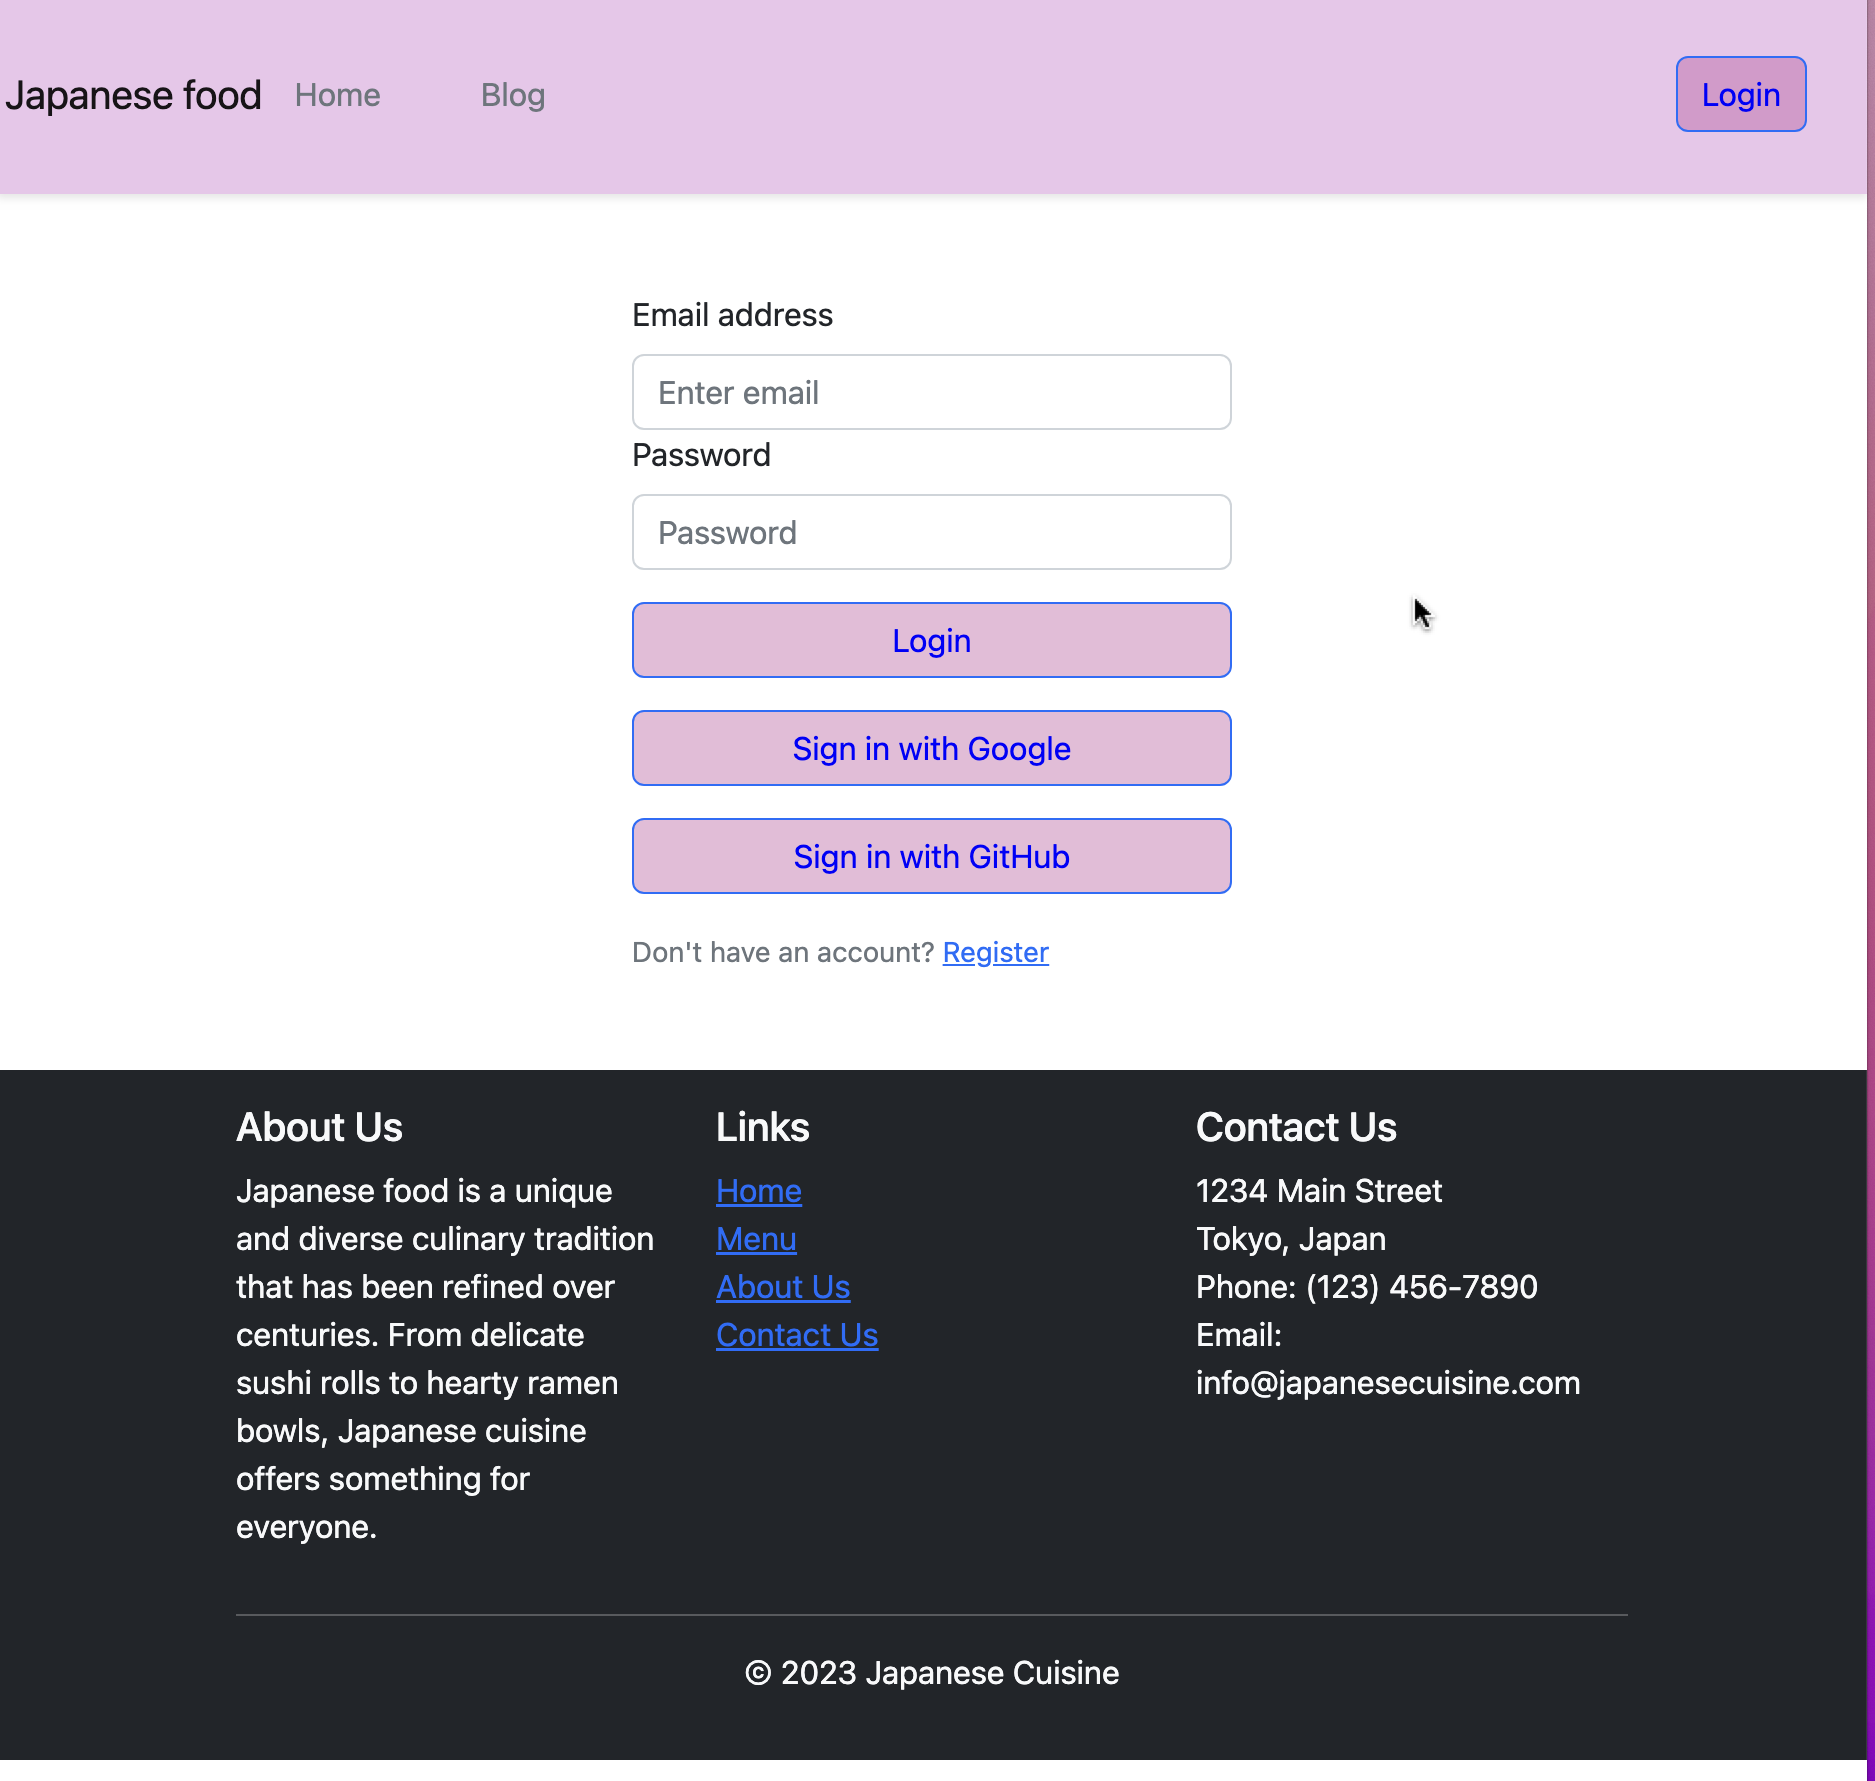 Japanese food Home Blog Login
Email address
Enter email
Password
Password
Login
Sign in with Google
Sign in with GitHub
Don't have an account? Register
About Us
Japanese food is a unique
and diverse culinary tradition
that has been refined over
centuries. From delicate
sushi rolls to hearty ramen
bowls, Japanese cuisine
offers something for
everyone.
Links
Home
Menu
About Us
Contact Us
Contact Us
1234 Main Street
Tokyo, Japan
Phone: (123) 456-7890
Email:
info@japanesecuisine.com
© 2023 Japanese Cuisine